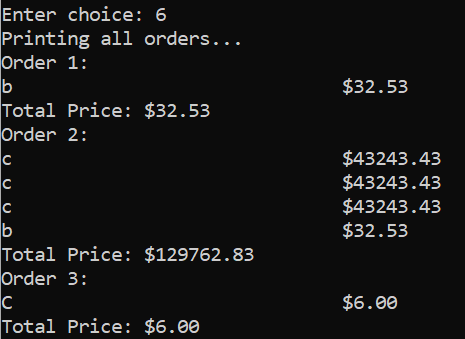 Enter choice: 6
Printing all orders...
Order 1:
b                              $32.53
Total Price: $32.53
Order 2:
c                              $43243.43
c                              $43243.43
c                              $43243.43
b                              $32.53
Total Price: $129762.83
Order 3:
C                              $6.00
Total Price: $6.00